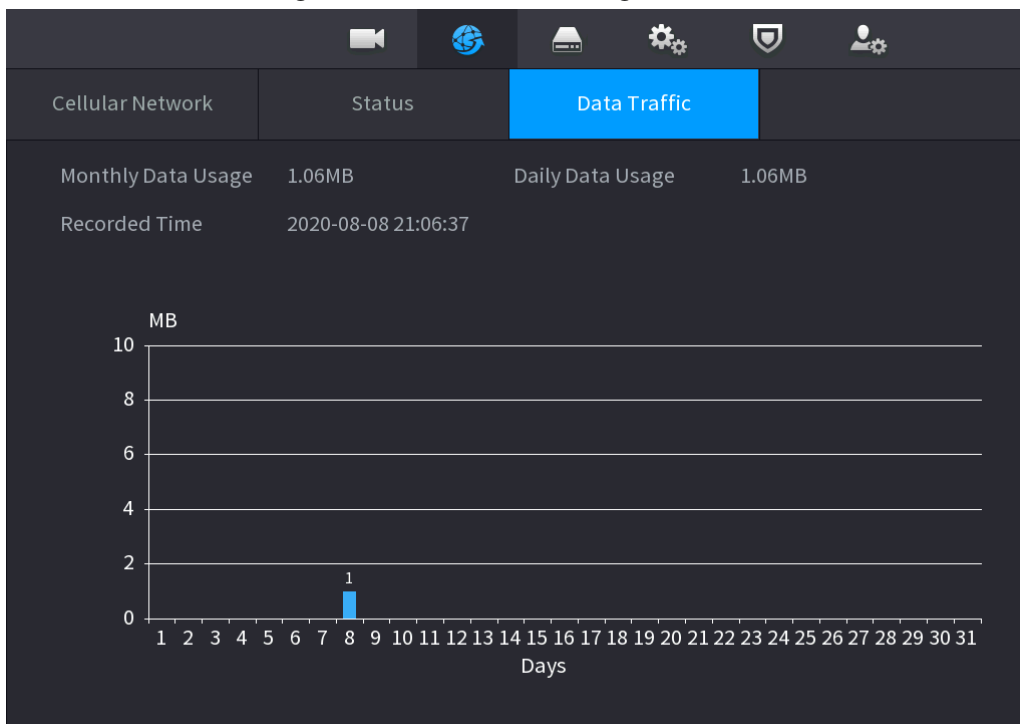 Cellular Network Status Data Traffic
Monthly Data Usage 1.06MB Daily Data Usage 1.06MB
Recorded Time 2020-08-08 21:06:37
MB
10
8
6
4
2
1
0
1 2 3 4 5 6 7 8 9 10 11 12 13 14 15 16 17 18 19 20 21 22 23 24 25 26 27 28 29 30 31
Days